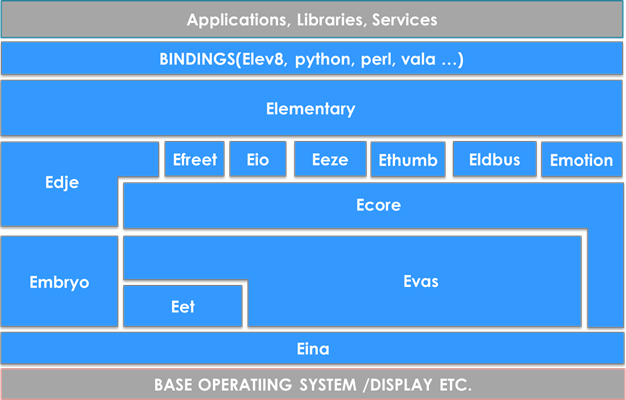 Applications, Libraries, Services
BINDINGS(Elev8, python, perl, vala ...)
Elementary
Efreet Eio Eeze Ethumb Eldbus Emotion
Edje
Ecore
Embryo
Evas
Eet
Eina
BASE OPERATIING SYSTEM /DISPLAY ETC.